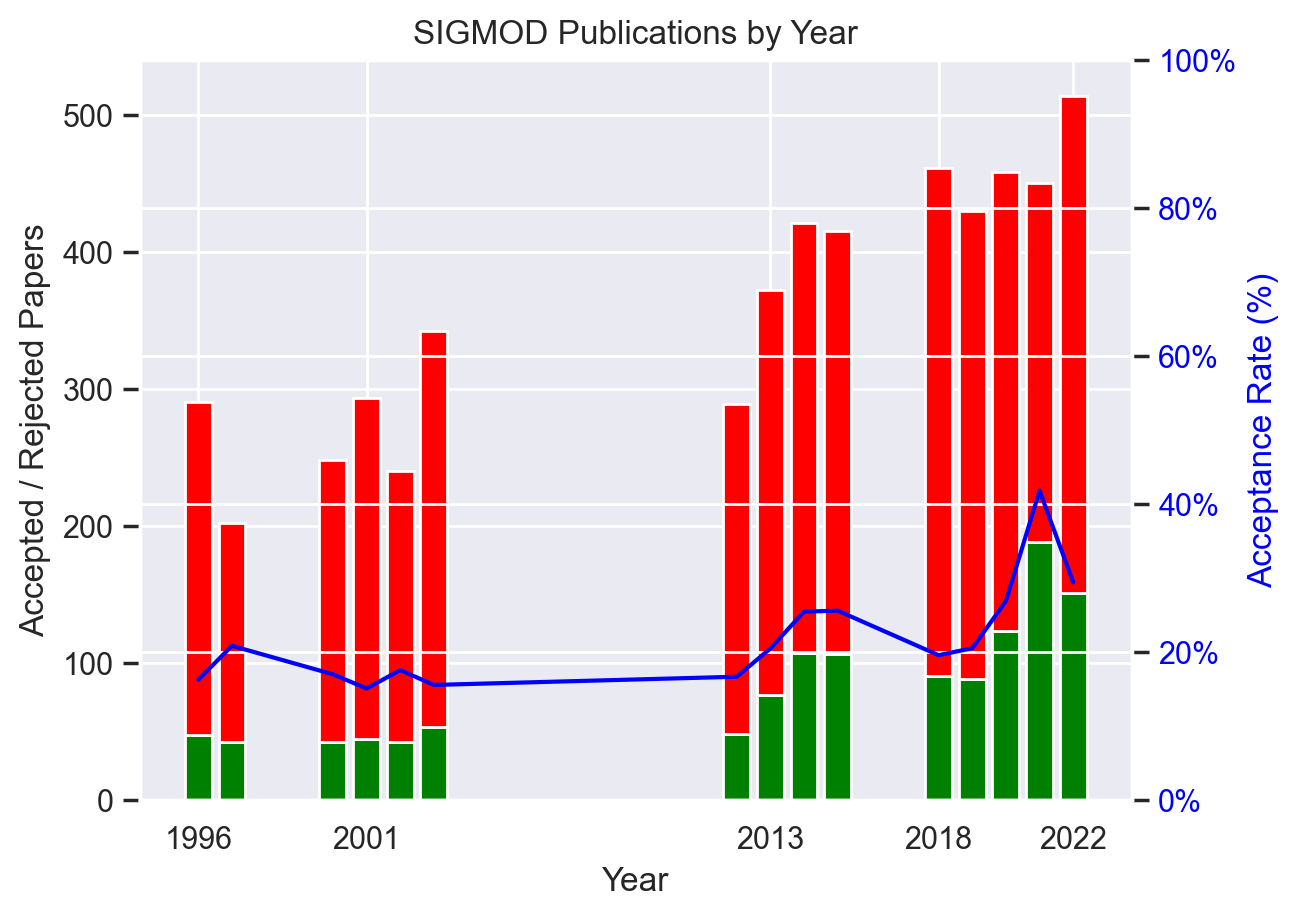 SIGMOD Publications by Year
Accepted / Rejected Papers
500
400
300
200
100
0
100%
80%
60%
40%
20%
0%
Acceptance Rate (%)
1996 2001 2013 2018 2022
Year